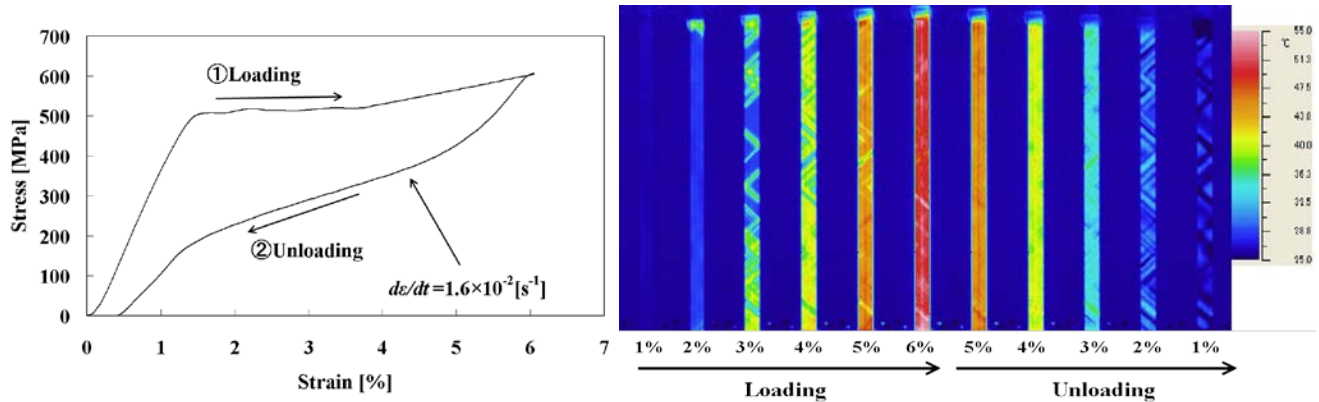 700
600
500
400
300
200
100
0
Stress [MPa]
①Loading
②Unloading
dε/dt=1.6×10⁻²[s⁻¹]
0 1 2 3 4 5 6 7
Strain [%]
55.0
℃
51.3
47.5
43.8
40.0
36.3
32.5
28.8
25.0
1% 2% 3% 4% 5% 6% 5% 4% 3% 2% 1%
Loading Unloading